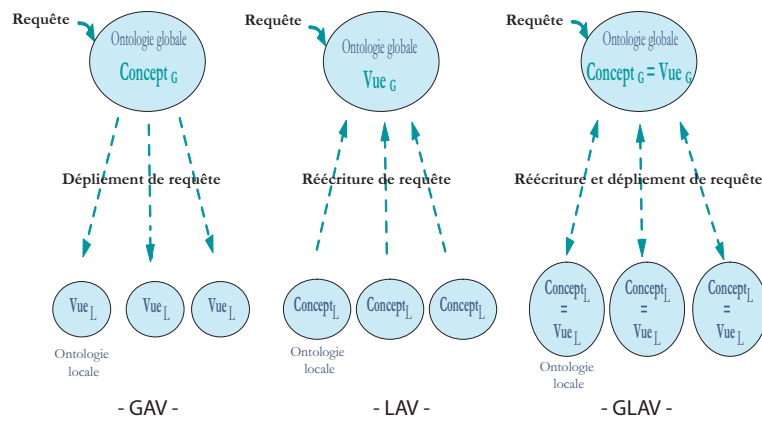 Requête
Ontologie globale
Concept G
Dépliement de requête
Vue L
Vue L
Vue L
Ontologie
locale
- GAV -
Requête
Ontologie globale
Vue G
Réécriture de requête
Concept L
Concept L
Concept L
Ontologie
locale
- LAV -
Requête
Ontologie globale
Concept G = Vue G
Réécriture et dépliement de requête
Concept L
=
Vue L
Concept L
=
Vue L
Concept L
=
Vue L
Ontologie
locale
- GLAV -